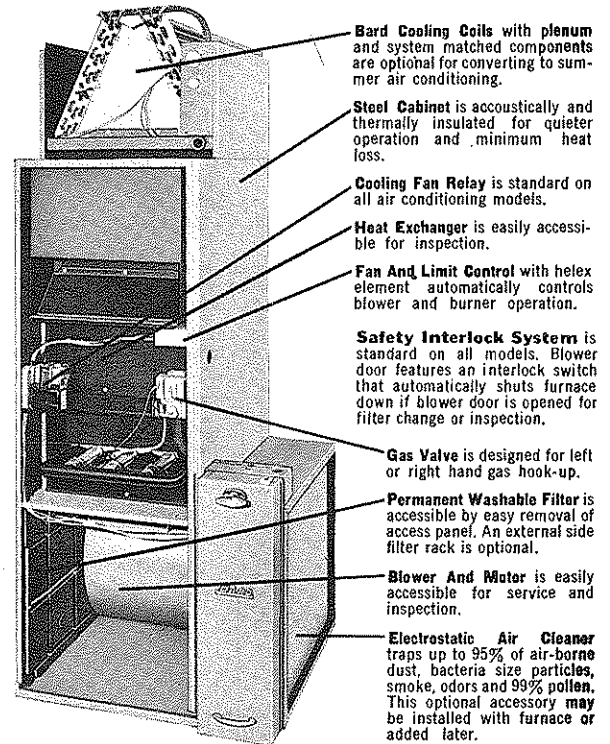 Bard Cooling Coils with plenum
and system matched components
are optional for converting to sum-
mer air conditioning.
Steel Cabinet is accoustically and
thermally insulated for quieter
operation and minimum heat
loss.
Cooling Fan Relay is standard on
all air conditioning models.
Heat Exchanger is easily accessi-
ble for inspection.
Fan And Limit Control with helex
element automatically controls
blower and burner operation.
Safety Interlock System is
standard on all models. Blower
door features an interlock switch
that automatically shuts furnace
down if blower door is opened for
filter change or inspection.
Gas Valve is designed for left
or right hand gas hook-up.
Permanent Washable Filter is
accessible by easy removal of
access panel. An external side
filter rack is optional.
Blower And Motor is easily
accessible for service and
inspection.
Electrostatic Air Cleaner
traps up to 95% of air-borne
dust, bacteria size particles,
smoke, odors and 99% pollen.
This optional accessory may
be installed with furnace or
added later.